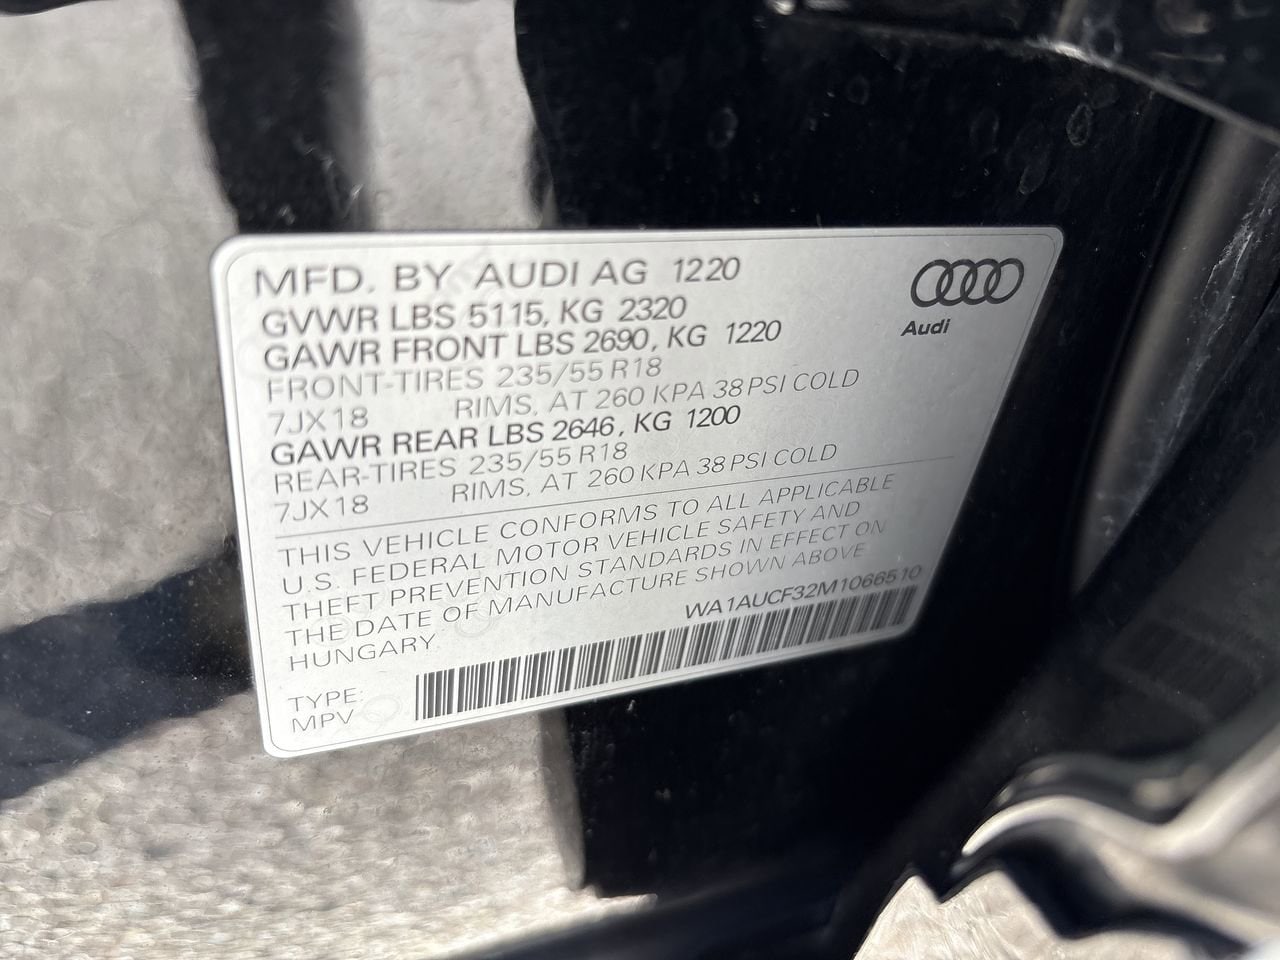 MFD. BY AUDI AG 1220
GVWR LBS 5115, KG 2320
GAWR FRONT LBS 2690, KG 1220
FRONT-TIRES 235/55 R18
7JX18 RIMS, AT 260 KPA 38 PSI COLD
GAWR REAR LBS 2646, KG 1200
REAR-TIRES 235/55 R18
7JX18 RIMS, AT 260 KPA 38 PSI COLD
THIS VEHICLE CONFORMS TO ALL APPLICABLE
U.S. FEDERAL MOTOR VEHICLE SAFETY AND
THEFT PREVENTION STANDARDS IN EFFECT ON
THE DATE OF MANUFACTURE SHOWN ABOVE
HUNGARY
WA1AUCF32M1066510
TYPE:
MPV
Audi